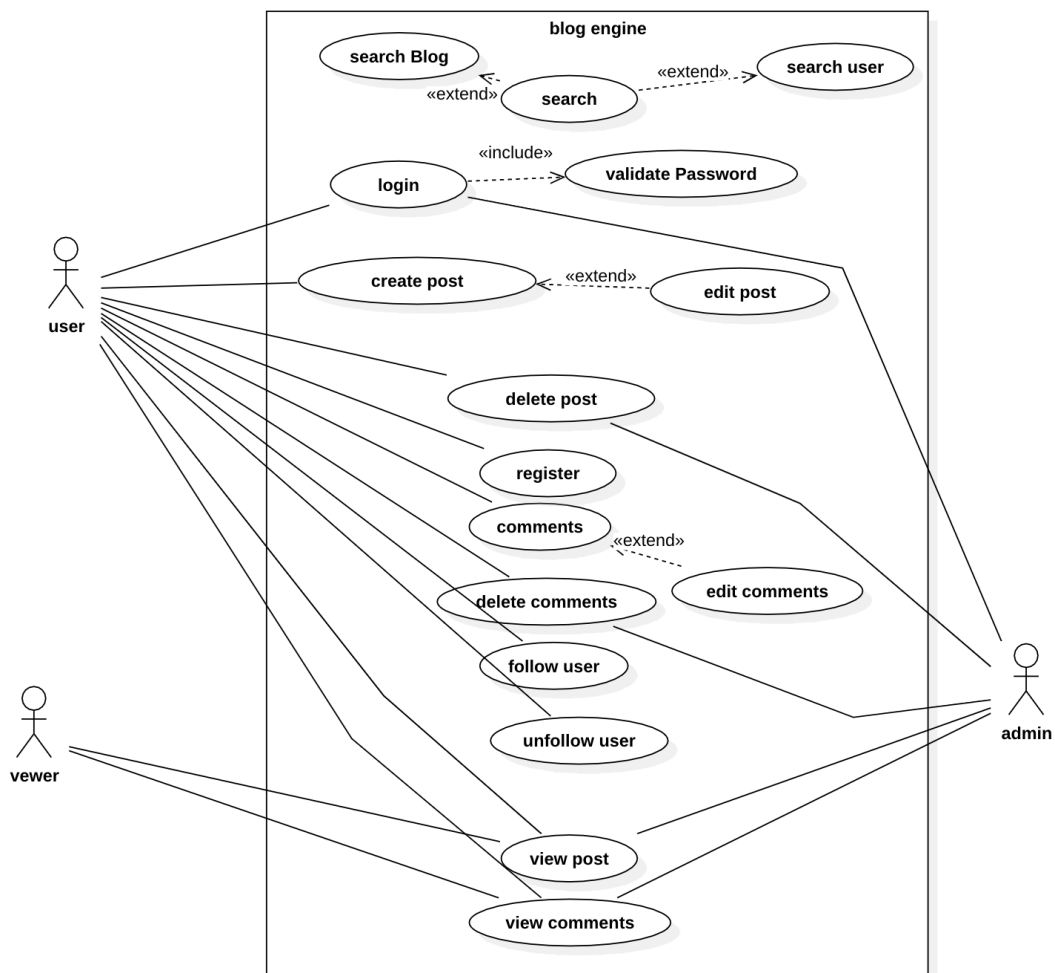 blog engine
search Blog
search user
«extend»
«extend»
search
«include»
validate Password
login
create post
«extend»
edit post
user
delete post
register
comments
«extend»
edit comments
delete comments
follow user
unfollow user
admin
vewer
view post
view comments